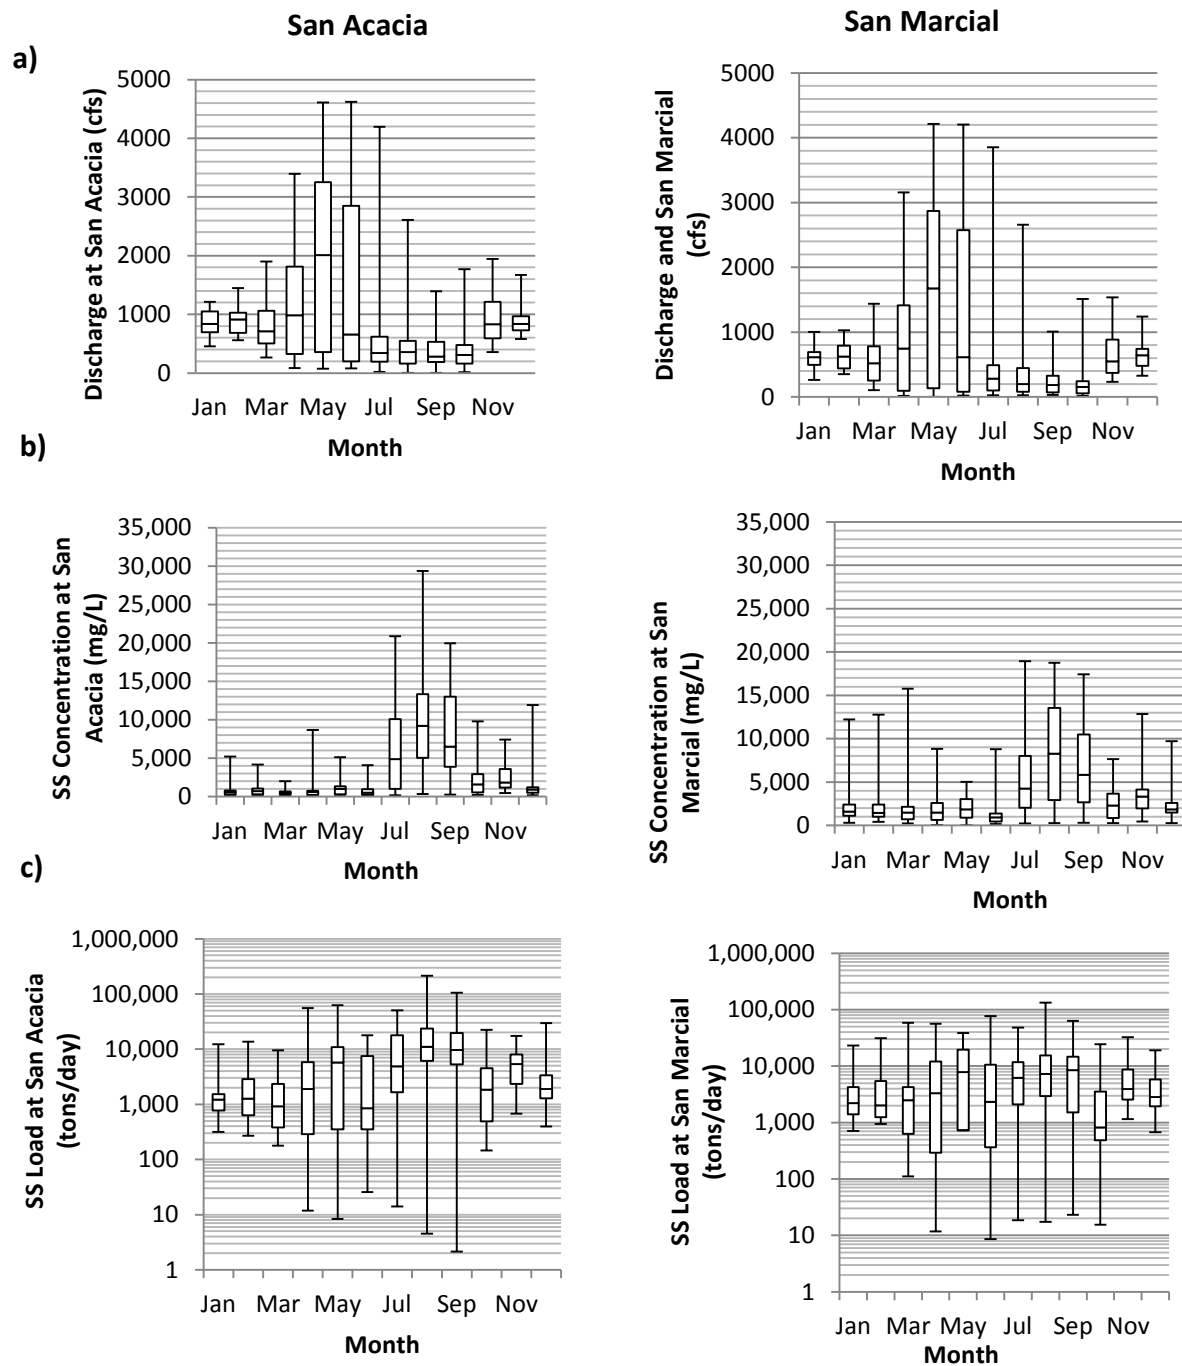 San Acacia
San Marcial
a)
Discharge at San Acacia (cfs)
5000
4000
3000
2000
1000
0
Jan Mar May Jul Sep Nov
Month
Discharge and San Marcial
(cfs)
5000
4000
3000
2000
1000
0
Jan Mar May Jul Sep Nov
Month
b)
SS Concentration at San
Acacia (mg/L)
35,000
30,000
25,000
20,000
15,000
10,000
5,000
0
Jan Mar May Jul Sep Nov
Month
SS Concentration at San
Marcial (mg/L)
35,000
30,000
25,000
20,000
15,000
10,000
5,000
0
Jan Mar May Jul Sep Nov
Month
c)
SS Load at San Acacia
(tons/day)
1,000,000
100,000
10,000
1,000
100
10
1
Jan Mar May Jul Sep Nov
Month
SS Load at San Marcial
(tons/day)
1,000,000
100,000
10,000
1,000
100
10
1
Jan Mar May Jul Sep Nov
Month